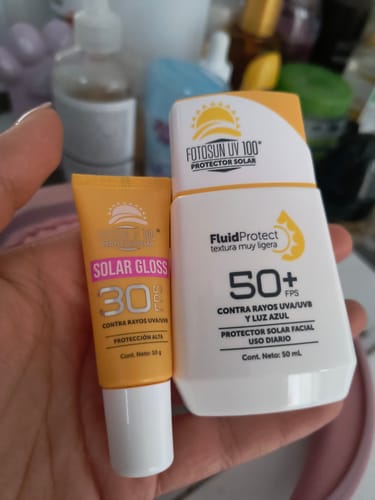 FOTOSUN UV 100+
PROTECTOR SOLAR
FluidProtect
textura muy ligera
50+
FPS
CONTRA RAYOS UVA/UVB
Y LUZ AZUL
PROTECTOR SOLAR FACIAL
USO DIARIO
Cont. Neto: 50 mL
SOLAR GLOSS
30 FPS
CONTRA RAYOS UVA/UVB
PROTECCIÓN ALTA
Cont. Neto: 10 g